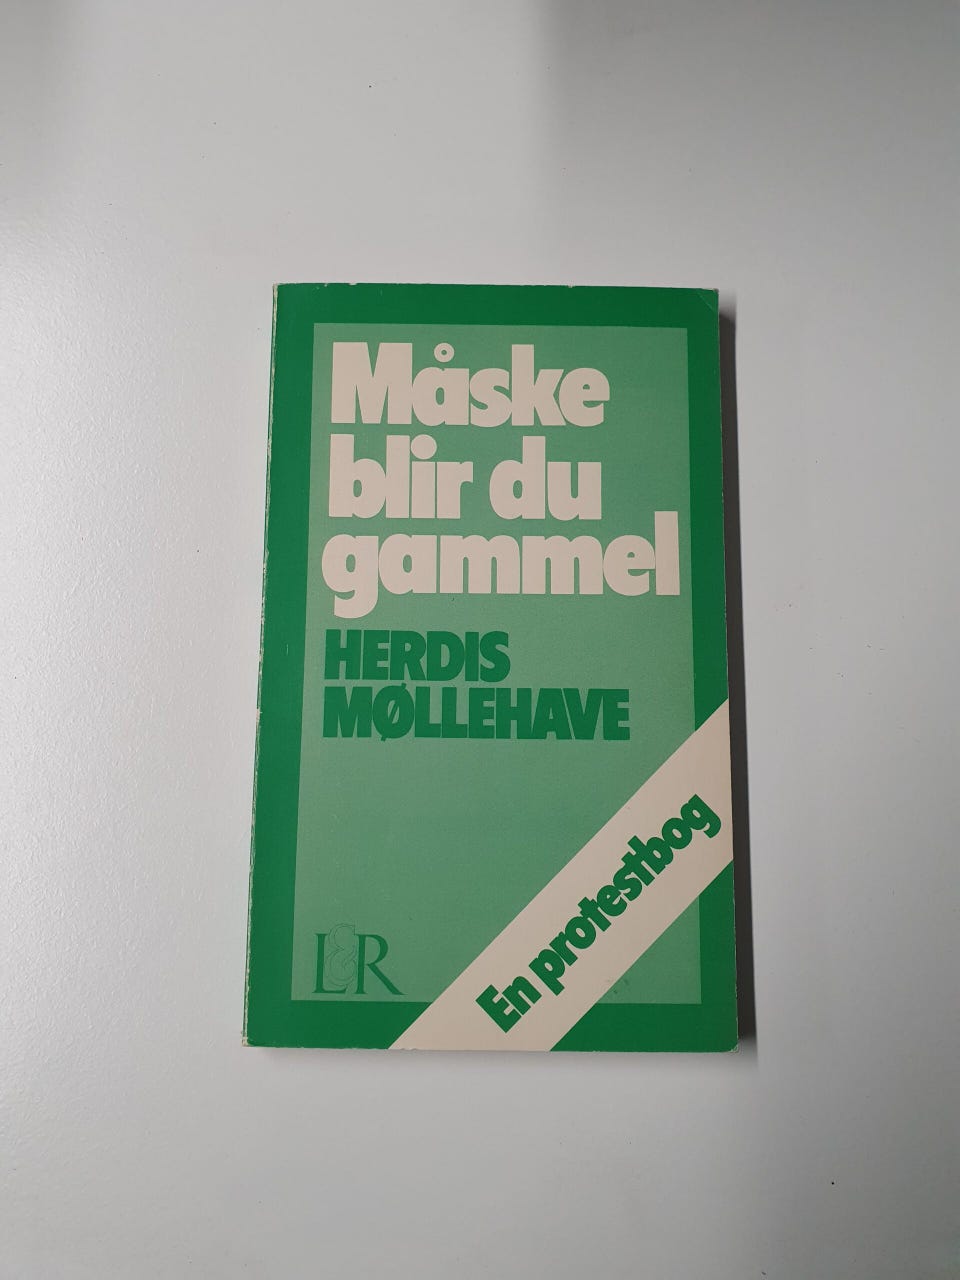 Måske
blir du
gammel
HERDIS
MØLLEHAVE
En protestbog
L&R